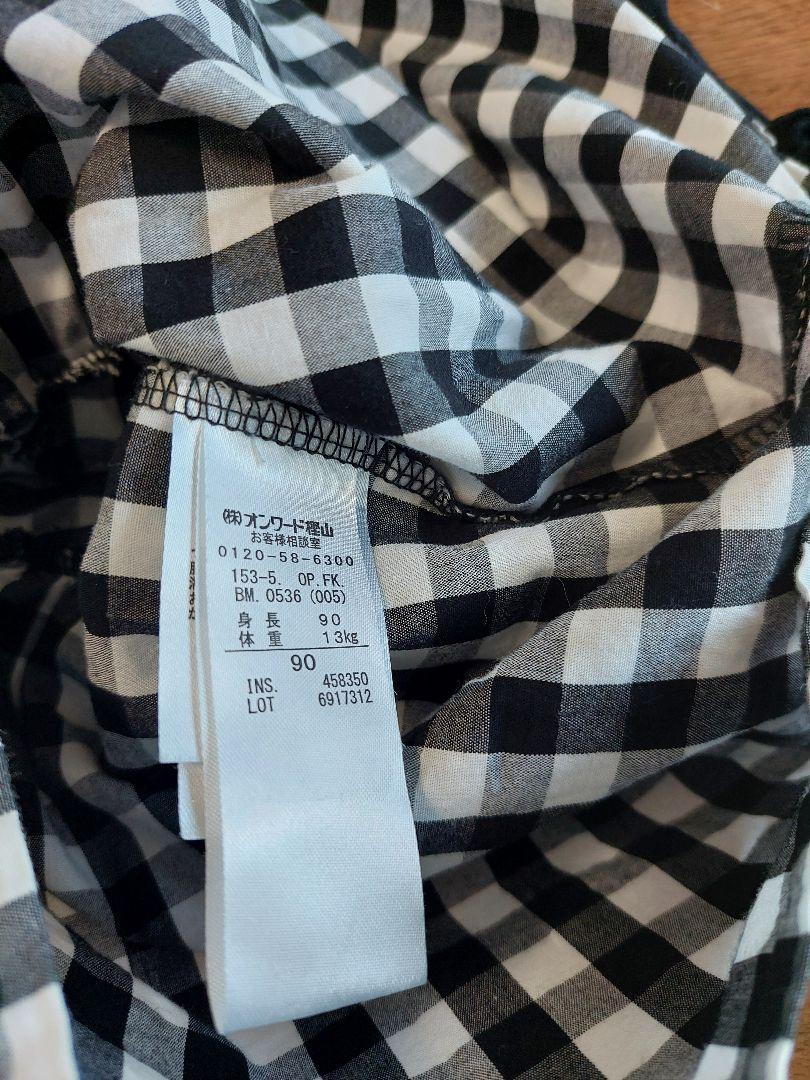 (株)オンワード樫山
お客様相談室
0120-58-6300
153-5. OP.FK.
BM. 0536 (005)
身長 90
体重 13kg
90
INS. 458350
LOT 6917312